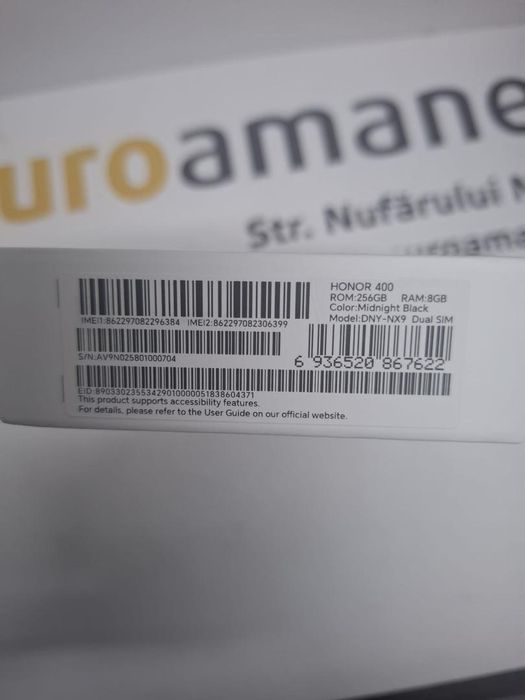 uroamane
Str. Nufărului N
uroama
HONOR 400
ROM:256GB RAM:8GB
Color:Midnight Black
Model:DNY-NX9 Dual SIM
IMEI1:862297082296384 IMEI2:862297082306399
S/N:AV9N025801000704
6 936520 867622
EID:89033023553429010000051838604371
This product supports accessibility features.
For details, please refer to the User Guide on our official website.